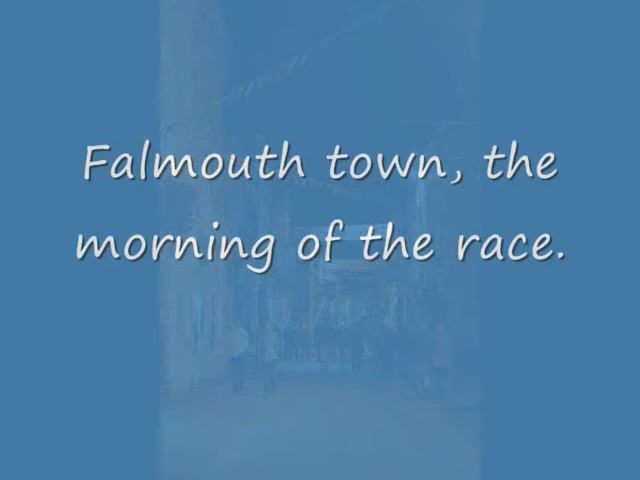 Falmouth town, the
morning of the race.